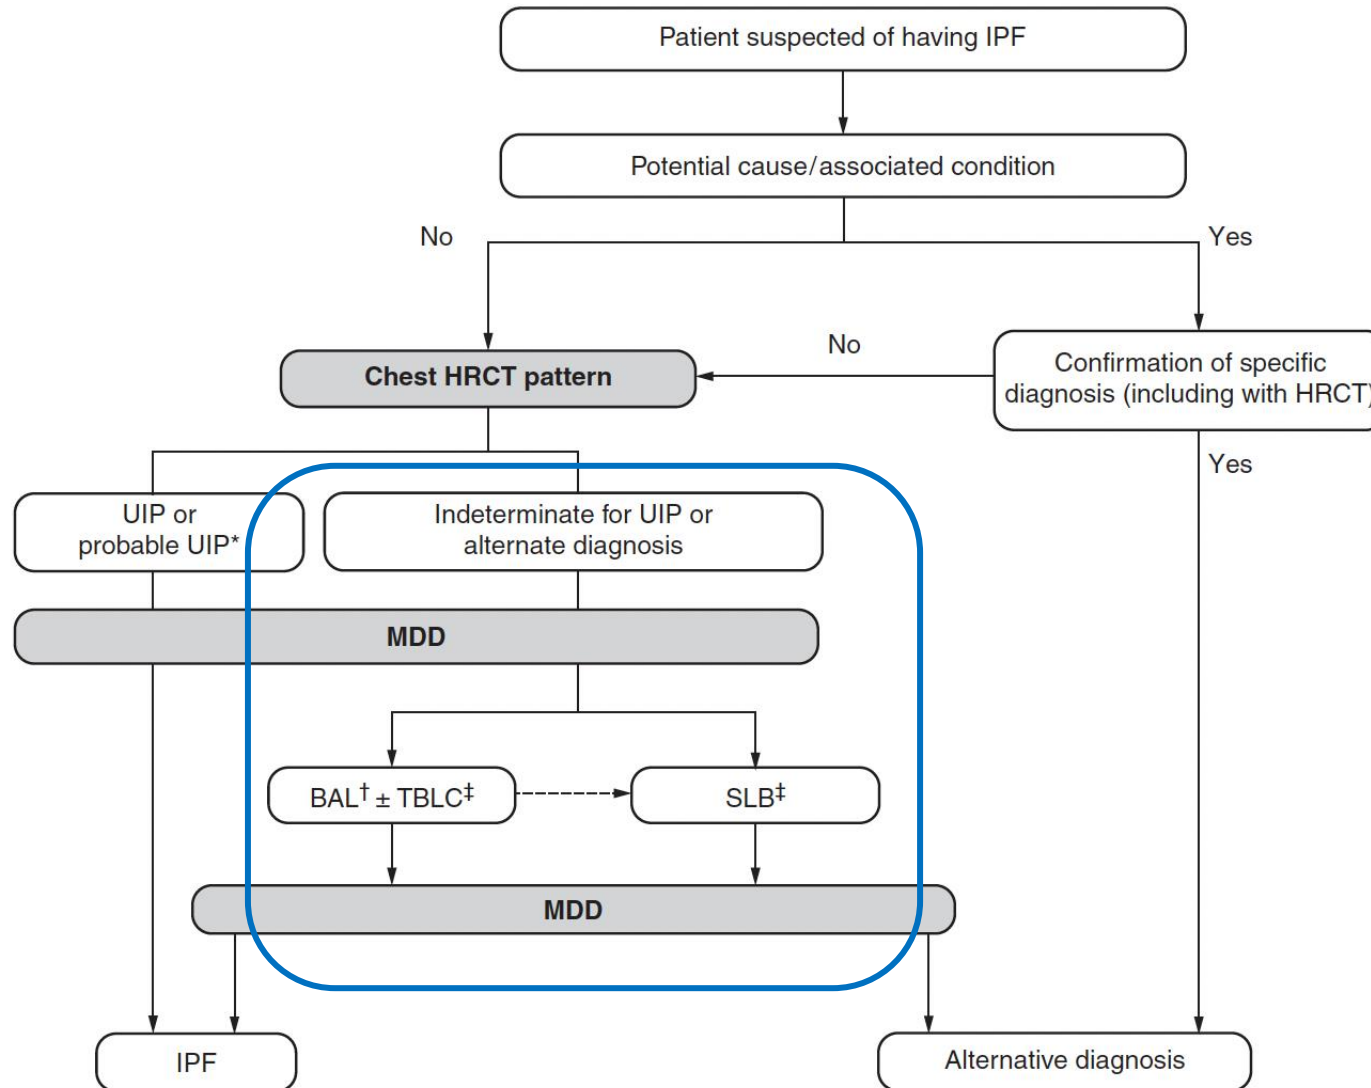 Patient suspected of having IPF
Potential cause/associated condition
No
Yes
No
Chest HRCT pattern
Confirmation of specific
diagnosis (including with HRCT)
Yes
UIP or
probable UIP*
Indeterminate for UIP or
alternate diagnosis
MDD
BAL† ± TBLC‡
SLB‡
MDD
IPF
Alternative diagnosis